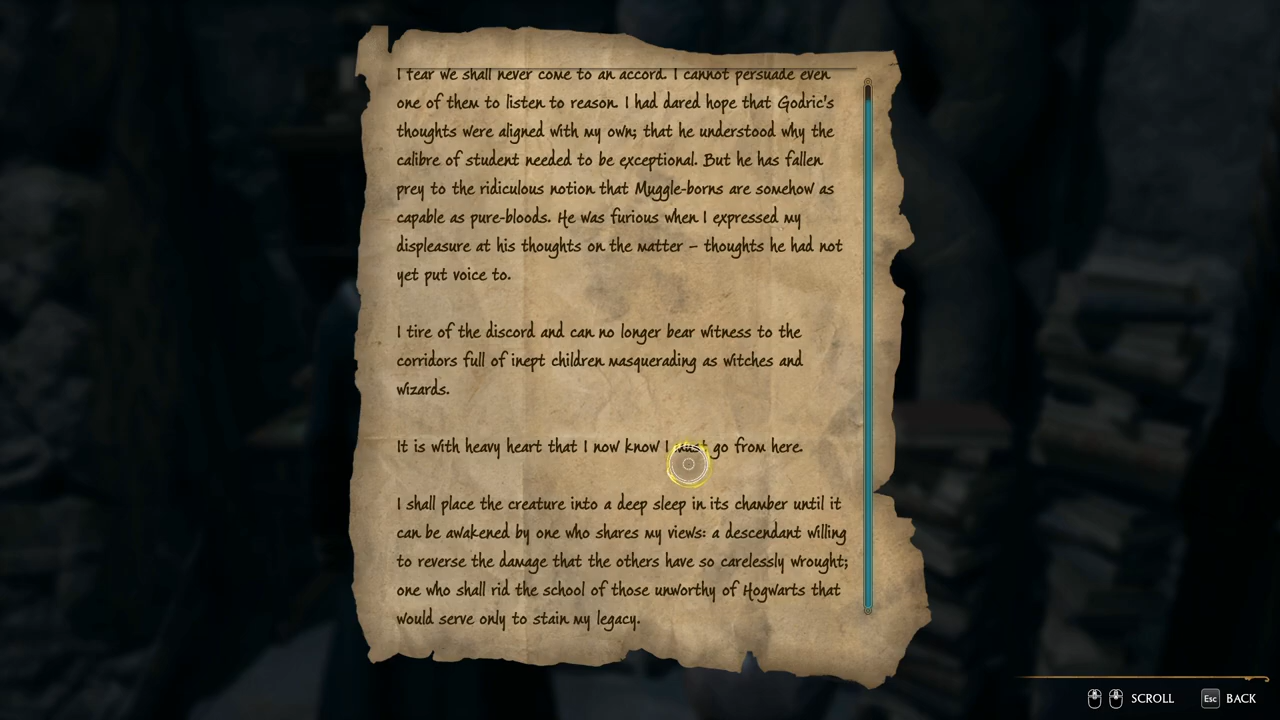 I fear we shall never come to an accord. I cannot persuade even
one of them to listen to reason. I had dared hope that Godric's
thoughts were aligned with my own; that he understood why the
calibre of student needed to be exceptional. But he has fallen
prey to the ridiculous notion that Muggle-borns are somehow as
capable as pure-bloods. He was furious when I expressed my
displeasure at his thoughts on the matter – thoughts he had not
yet put voice to.
I tire of the discord and can no longer bear witness to the
corridors full of inept children masquerading as witches and
wizards.
It is with heavy heart that I now know I must go from here.
I shall place the creature into a deep sleep in its chamber until it
can be awakened by one who shares my views: a descendant willing
to reverse the damage that the others have so carelessly wrought;
one who shall rid the school of those unworthy of Hogwarts that
would serve only to stain my legacy.
SCROLL
Esc BACK